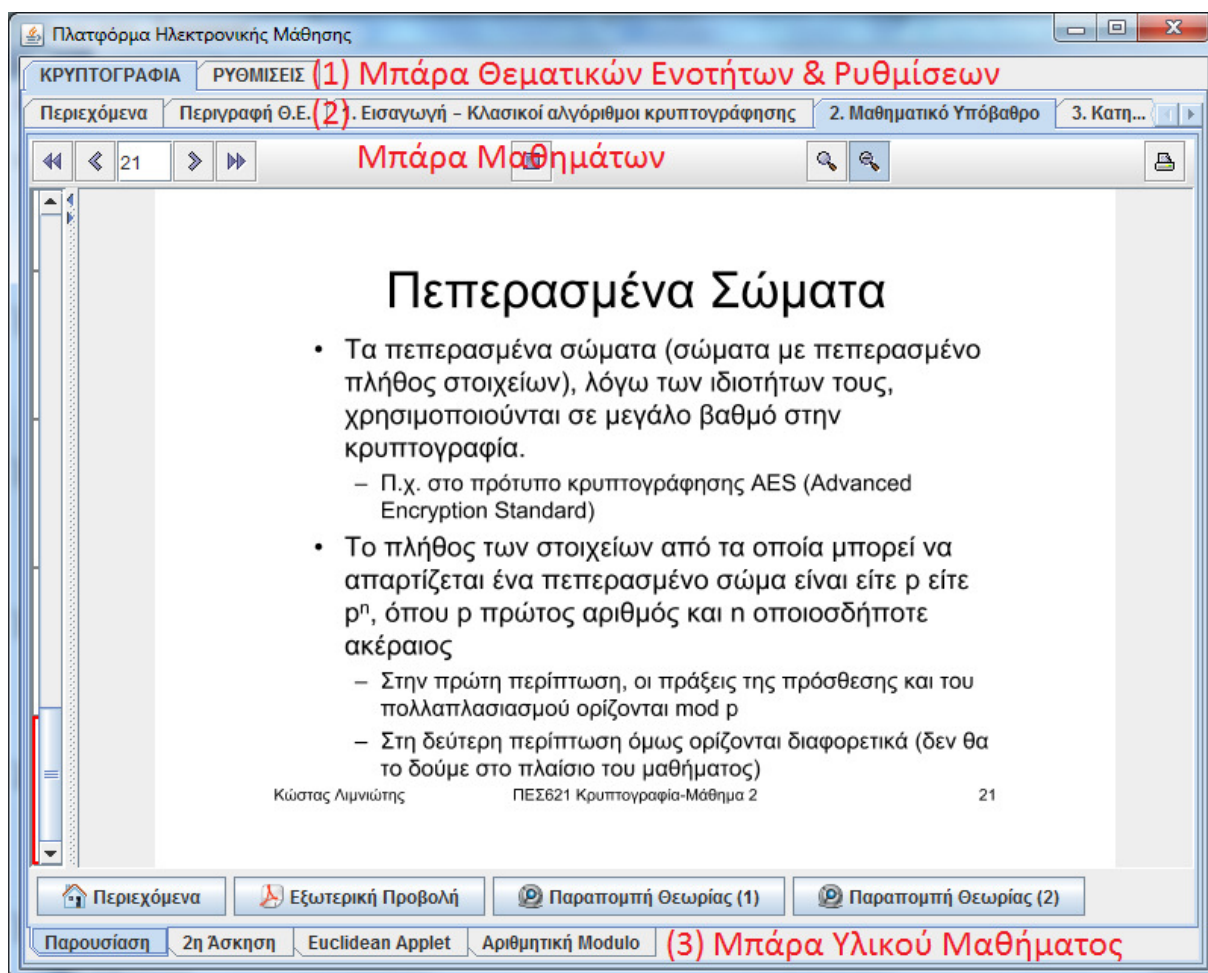 Πλατφόρμα Ηλεκτρονικής Μάθησης
ΚΡΥΠΤΟΓΡΑΦΙΑ ΡΥΘΜΙΣΕΙΣ (1) Μπάρα Θεματικών Ενοτήτων & Ρυθμίσεων
Περιεχόμενα Περιγραφή Θ.Ε. (2) 1. Εισαγωγή – Κλασικοί αλγόριθμοι κρυπτογράφησης 2. Μαθηματικό Υπόβαθρο 3. Κατη...
21 Μπάρα Μαθημάτων
Πεπερασμένα Σώματα
• Τα πεπερασμένα σώματα (σώματα με πεπερασμένο
πλήθος στοιχείων), λόγω των ιδιοτήτων τους,
χρησιμοποιούνται σε μεγάλο βαθμό στην
κρυπτογραφία.
– Π.χ. στο πρότυπο κρυπτογράφησης AES (Advanced
Encryption Standard)
• Το πλήθος των στοιχείων από τα οποία μπορεί να
απαρτίζεται ένα πεπερασμένο σώμα είναι είτε p είτε
pⁿ, όπου p πρώτος αριθμός και n οποιοσδήποτε
ακέραιος
– Στην πρώτη περίπτωση, οι πράξεις της πρόσθεσης και του
πολλαπλασιασμού ορίζονται mod p
– Στη δεύτερη περίπτωση όμως ορίζονται διαφορετικά (δεν θα
το δούμε στο πλαίσιο του μαθήματος)
Κώστας Λιμνιώτης ΠΕΣ621 Κρυπτογραφία-Μάθημα 2 21
Περιεχόμενα Εξωτερική Προβολή Παραπομπή Θεωρίας (1) Παραπομπή Θεωρίας (2)
Παρουσίαση 2η Άσκηση Euclidean Applet Αριθμητική Modulo (3) Μπάρα Υλικού Μαθήματος